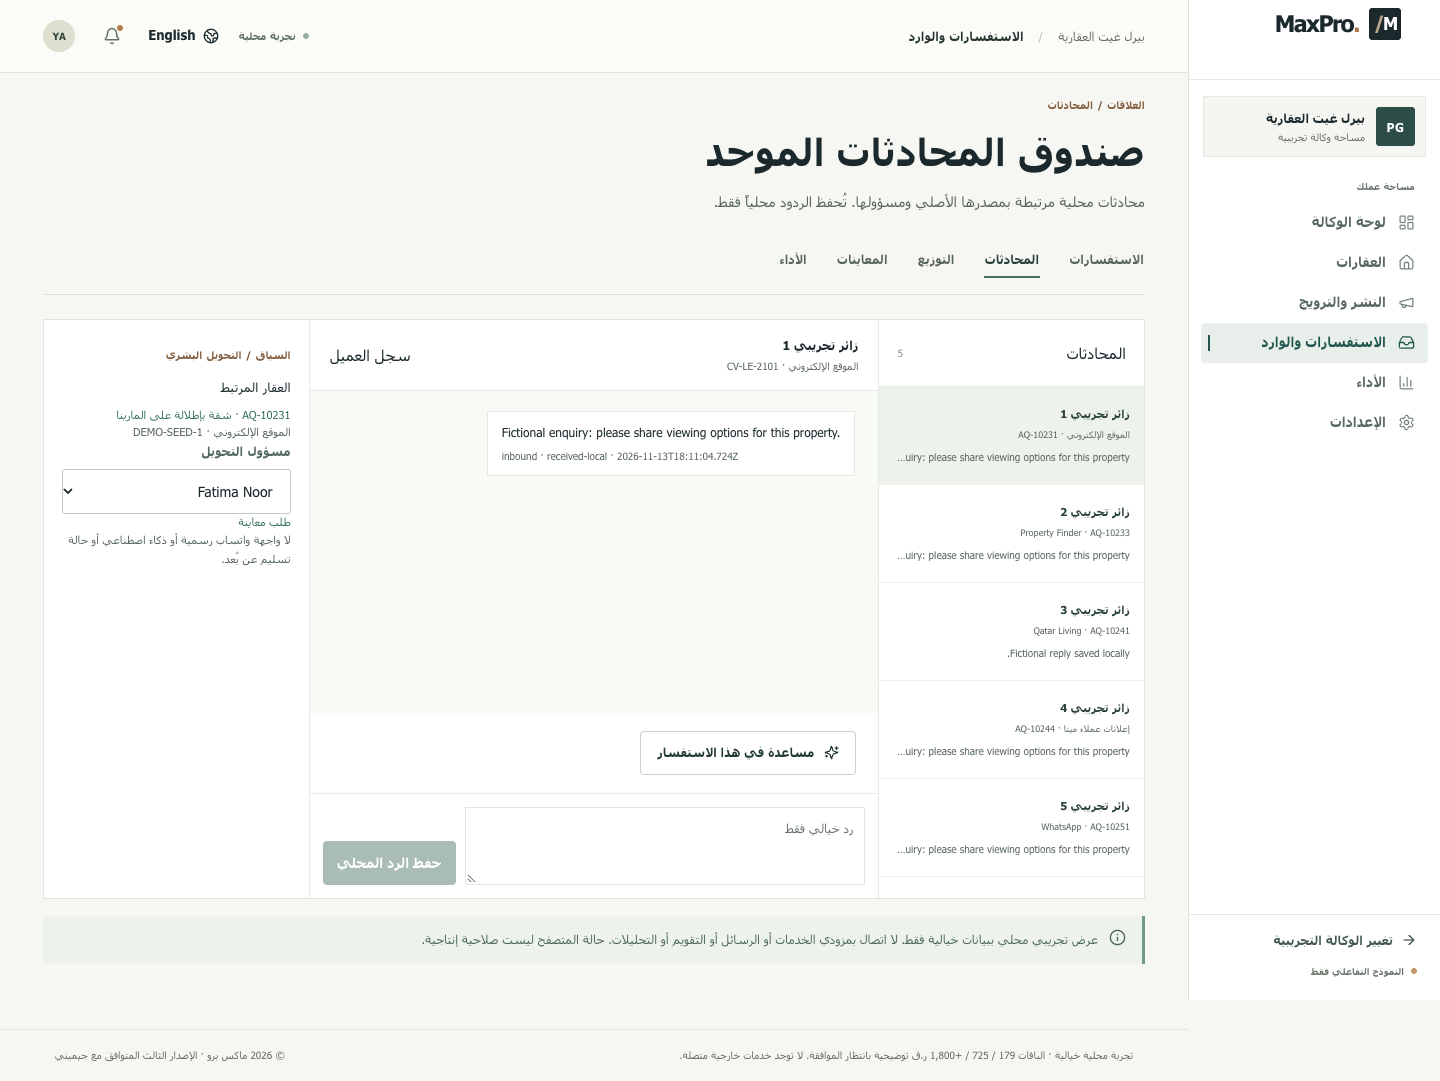 MaxPro.
/M
PG
بيرل غيت العقارية
مساحة وكالة تجريبية
مساحة عملك
لوحة الوكالة
العقارات
النشر والترويج
الاستفسارات والوارد
الأداء
الإعدادات
تغيير الوكالة التجريبية
النموذج التفاعلي فقط
بيرل غيت العقارية / الاستفسارات والوارد
تجربة محلية
English
YA
العلاقات / المحادثات
صندوق المحادثات الموحد
محادثات محلية مرتبطة بمصدرها الأصلي ومسؤولها. تُحفظ الردود محلياً فقط.
الاستفسارات
المحادثات
التوزيع
المعاينات
الأداء
المحادثات
5
زائر تجريبي 1
الموقع الإلكتروني · AQ-10231
...uiry: please share viewing options for this property
زائر تجريبي 2
Property Finder · AQ-10233
...uiry: please share viewing options for this property
زائر تجريبي 3
Qatar Living · AQ-10241
.Fictional reply saved locally
زائر تجريبي 4
إعلانات عملاء ميتا · AQ-10244
...uiry: please share viewing options for this property
زائر تجريبي 5
WhatsApp · AQ-10251
...uiry: please share viewing options for this property
زائر تجريبي 1
الموقع الإلكتروني · CV-LE-2101
سجل العميل
Fictional enquiry: please share viewing options for this property.
inbound · received-local · 2026-11-13T18:11:04.724Z
مساعدة في هذا الاستفسار
رد خيالي فقط
حفظ الرد المحلي
السياق / التحويل البشري
العقار المرتبط
AQ-10231 · شقة بإطلالة على المارينا
الموقع الإلكتروني · DEMO-SEED-1
مسؤول التحويل
Fatima Noor
طلب معاينة
لا واجهة واتساب رسمية أو ذكاء اصطناعي أو حالة
تسليم عن بُعد.
عرض تجريبي محلي ببيانات خيالية فقط. لا اتصال بمزودي الخدمات أو الرسائل أو التقويم أو التحليلات. حالة المتصفح ليست صلاحية إنتاجية.
تجربة محلية خيالية · الباقات 179 / 725 / +1,800 ر.ق توضيحية بانتظار الموافقة. لا توجد خدمات خارجية متصلة.
© 2026 ماكس برو · الإصدار الثالث المتوافق مع جيميني